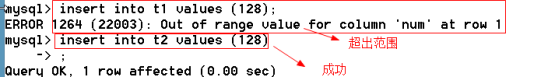 mysql> insert into t1 values (128);
ERROR 1264 (22003): Out of range value for column 'num' at row 1
mysql> insert into t2 values (128)
超出范围
-> ;
成功
Query OK, 1 row affected (0.00 sec)